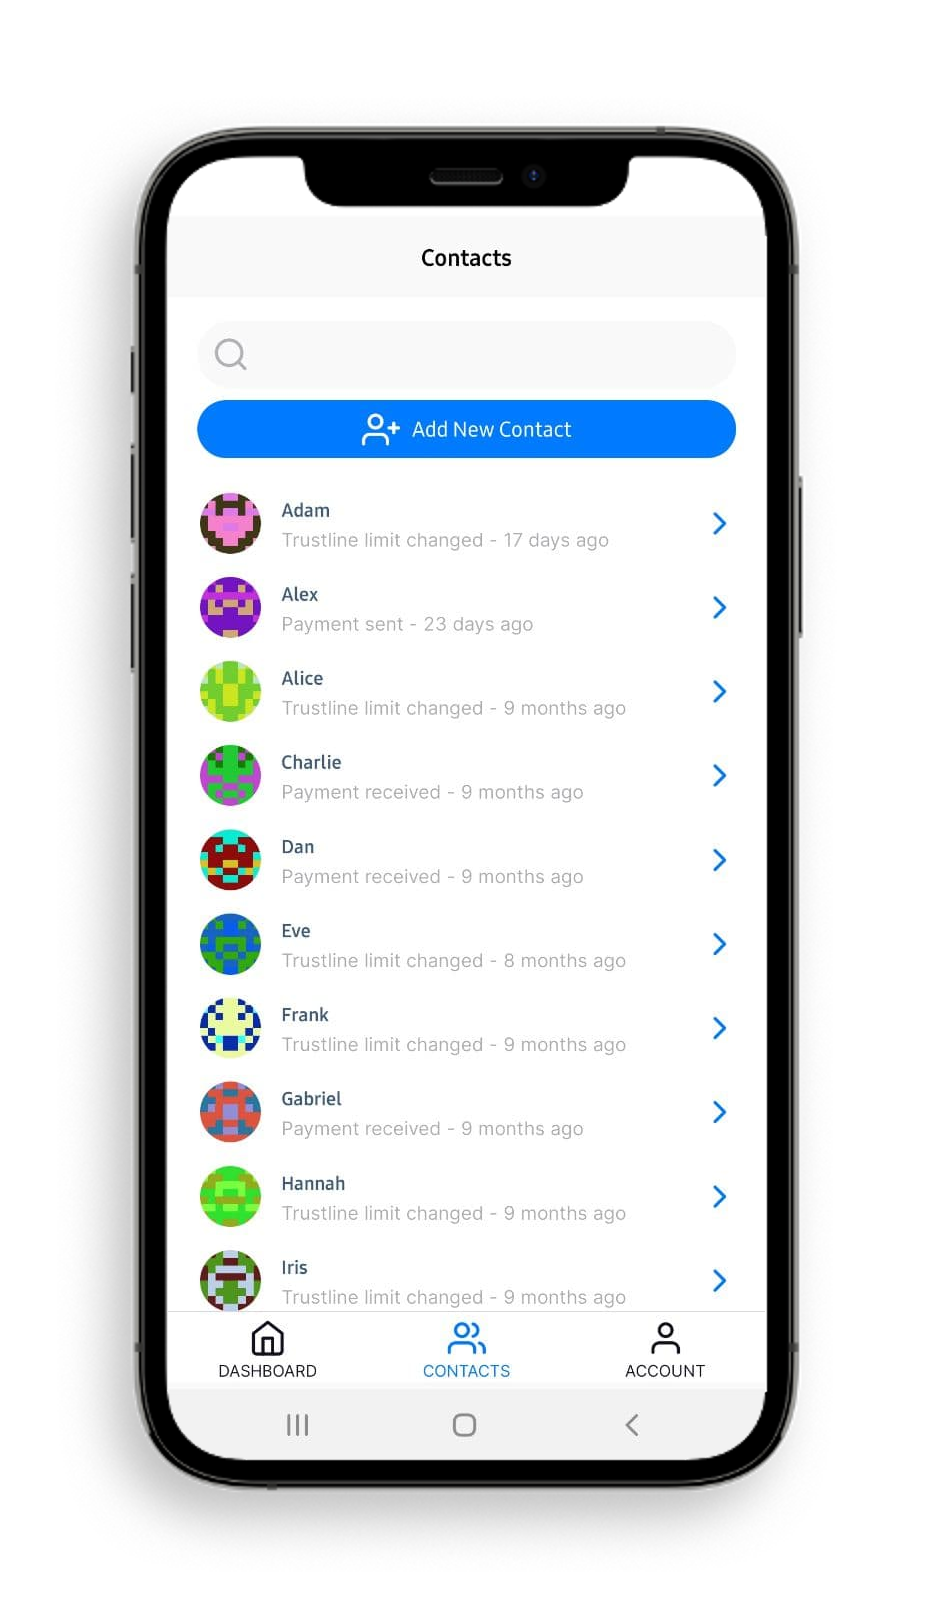 Contacts
Add New Contact
Adam
Trustline limit changed - 17 days ago
Alex
Payment sent - 23 days ago
Alice
Trustline limit changed - 9 months ago
Charlie
Payment received - 9 months ago
Dan
Payment received - 9 months ago
Eve
Trustline limit changed - 8 months ago
Frank
Trustline limit changed - 9 months ago
Gabriel
Payment received - 9 months ago
Hannah
Trustline limit changed - 9 months ago
Iris
Trustline limit changed - 9 months ago
DASHBOARD CONTACTS ACCOUNT